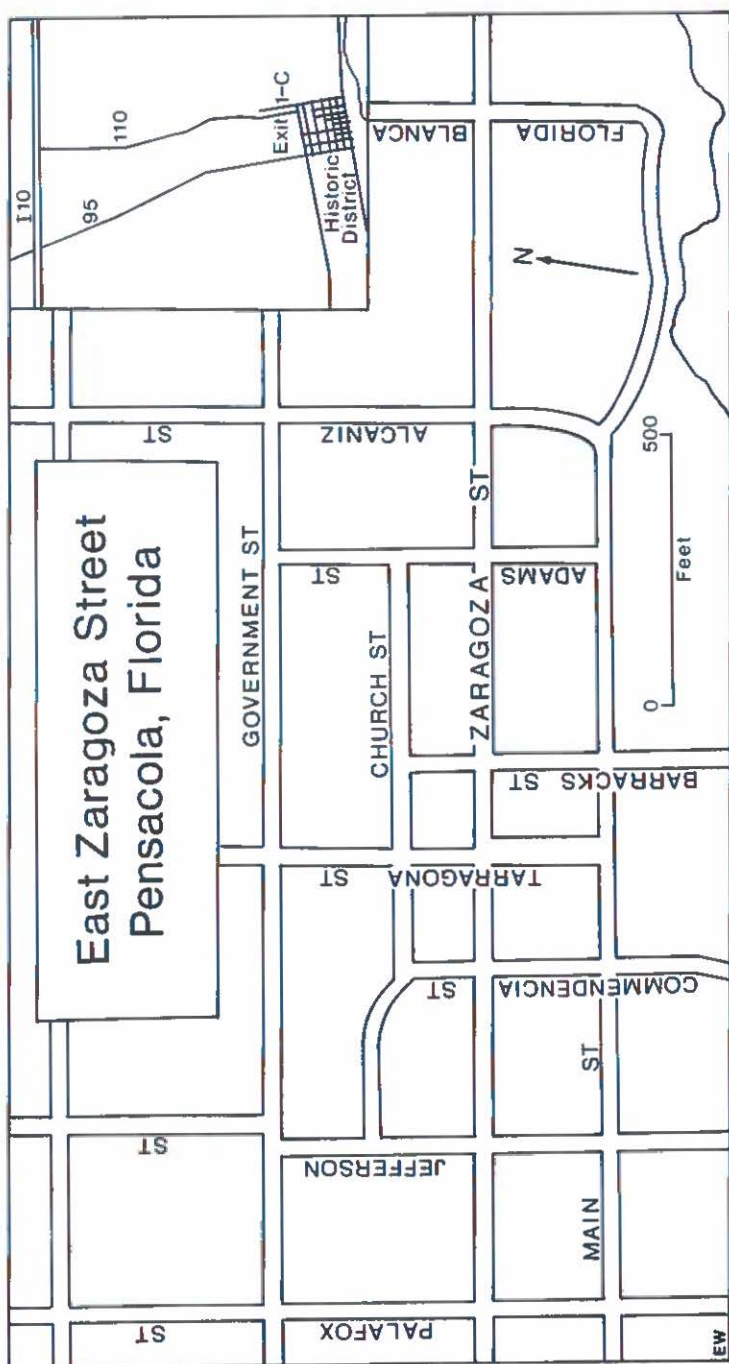 East Zaragoza Street
Pensacola, Florida
I10
110
95
Exit 1-C
Historic
District
ST
ST
ST
GOVERNMENT ST
PALAFOX
JEFFERSON
ST
ST
ALCANIZ
BLANCA
CHURCH ST
TARRAGONA
ST
COMMENDENCIA
ZARAGOZA ST
BARRACKS ST
ADAMS
FLORIDA
N
MAIN ST
0 500
Feet
EW